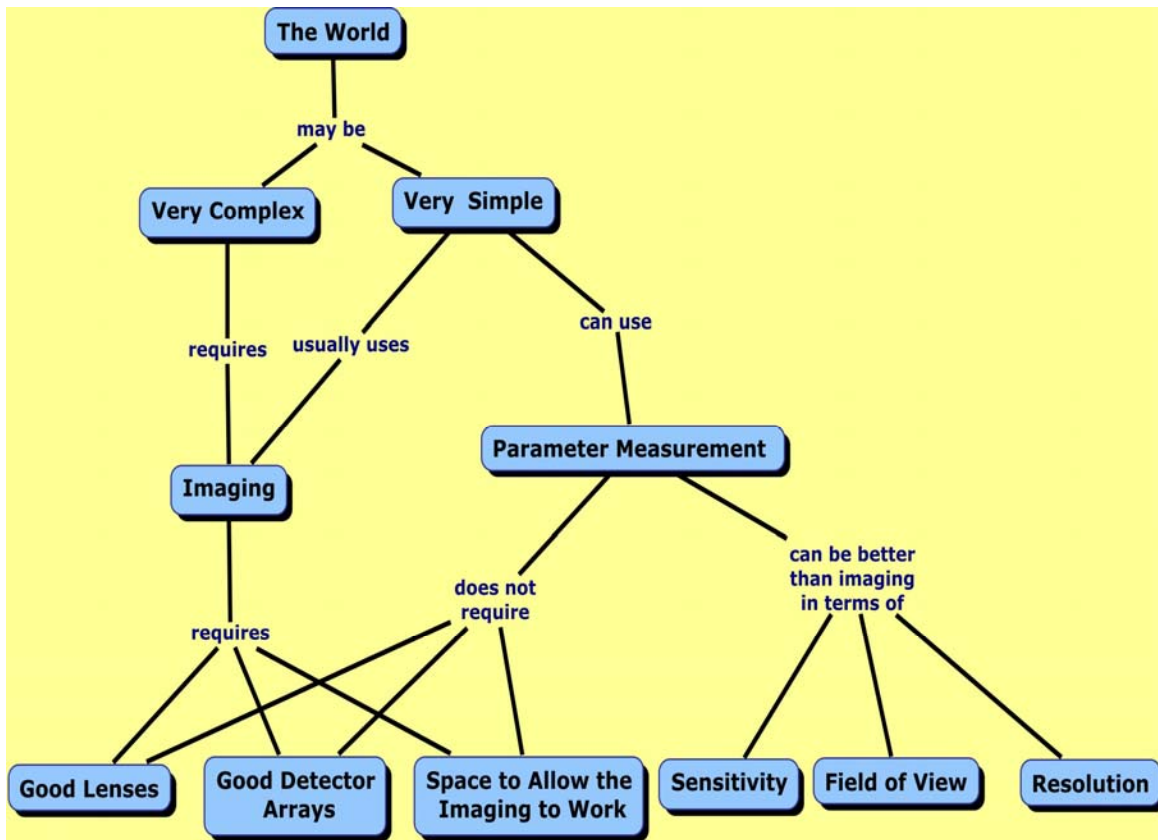 The World
may be
Very Complex
Very Simple
requires
usually uses
can use
Parameter Measurement
Imaging
can be better
than imaging
in terms of
does not
require
requires
Good Lenses
Good Detector
Arrays
Space to Allow the
Imaging to Work
Sensitivity
Field of View
Resolution